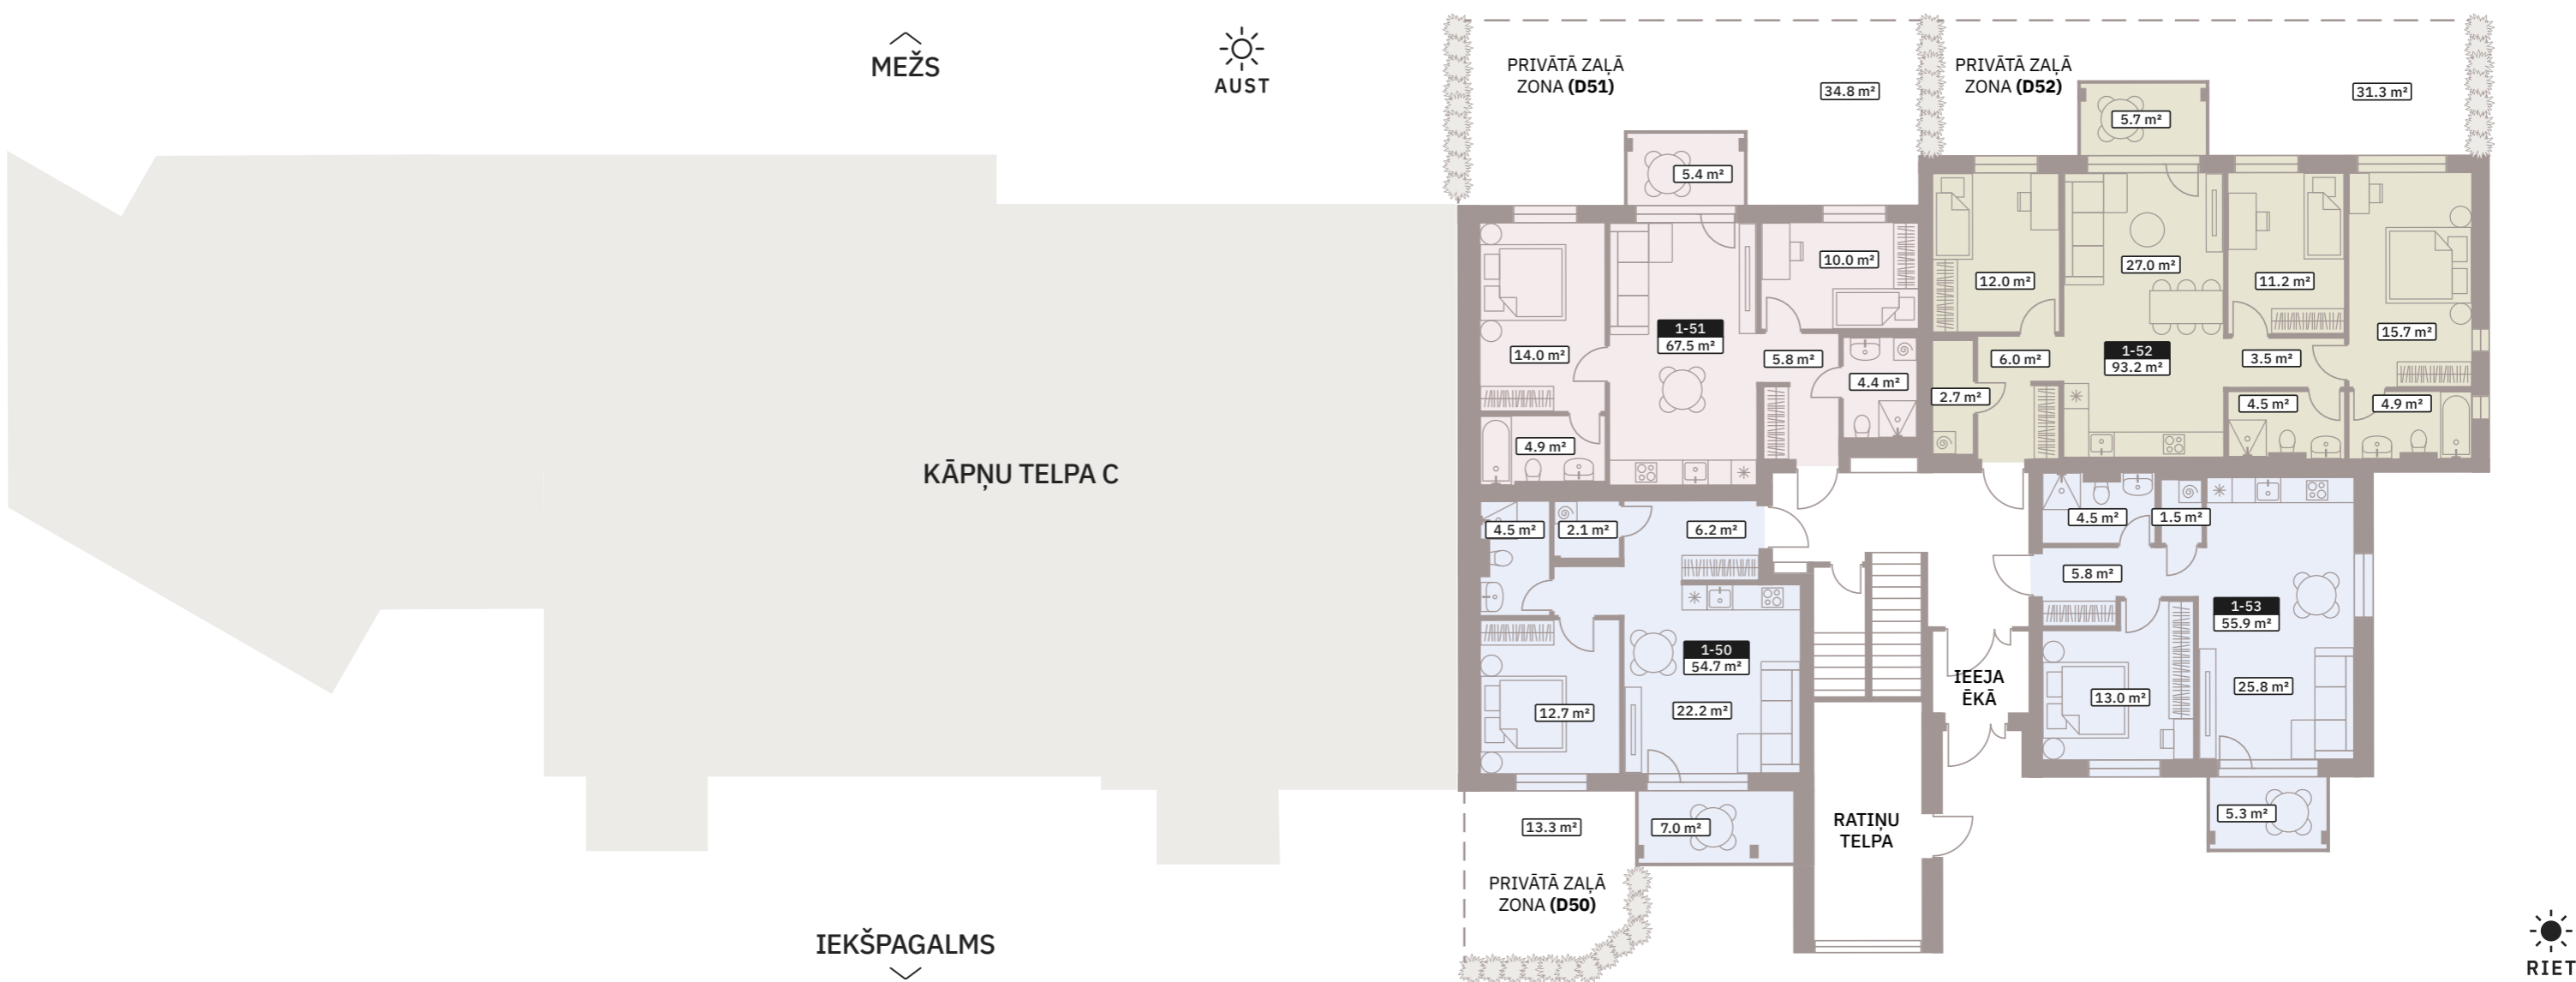 MEŽS
AUST
PRIVĀTĀ ZAĻĀ
ZONA (D51)
34.8 m²
PRIVĀTĀ ZAĻĀ
ZONA (D52)
31.3 m²
5.7 m²
5.4 m²
10.0 m²
14.0 m²
1-51
67.5 m²
5.8 m²
4.4 m²
4.9 m²
12.0 m²
27.0 m²
11.2 m²
15.7 m²
6.0 m²
1-52
93.2 m²
3.5 m²
2.7 m²
4.5 m²
4.9 m²
KĀPŅU TELPA C
4.5 m²
2.1 m²
6.2 m²
1-50
54.7 m²
12.7 m²
22.2 m²
4.5 m²
1.5 m²
5.8 m²
1-53
55.9 m²
13.0 m²
25.8 m²
IEEJA
ĒKĀ
13.3 m²
7.0 m²
RATIŅU
TELPA
5.3 m²
PRIVĀTĀ ZAĻĀ
ZONA (D50)
IEKŠPAGALMS
RIET